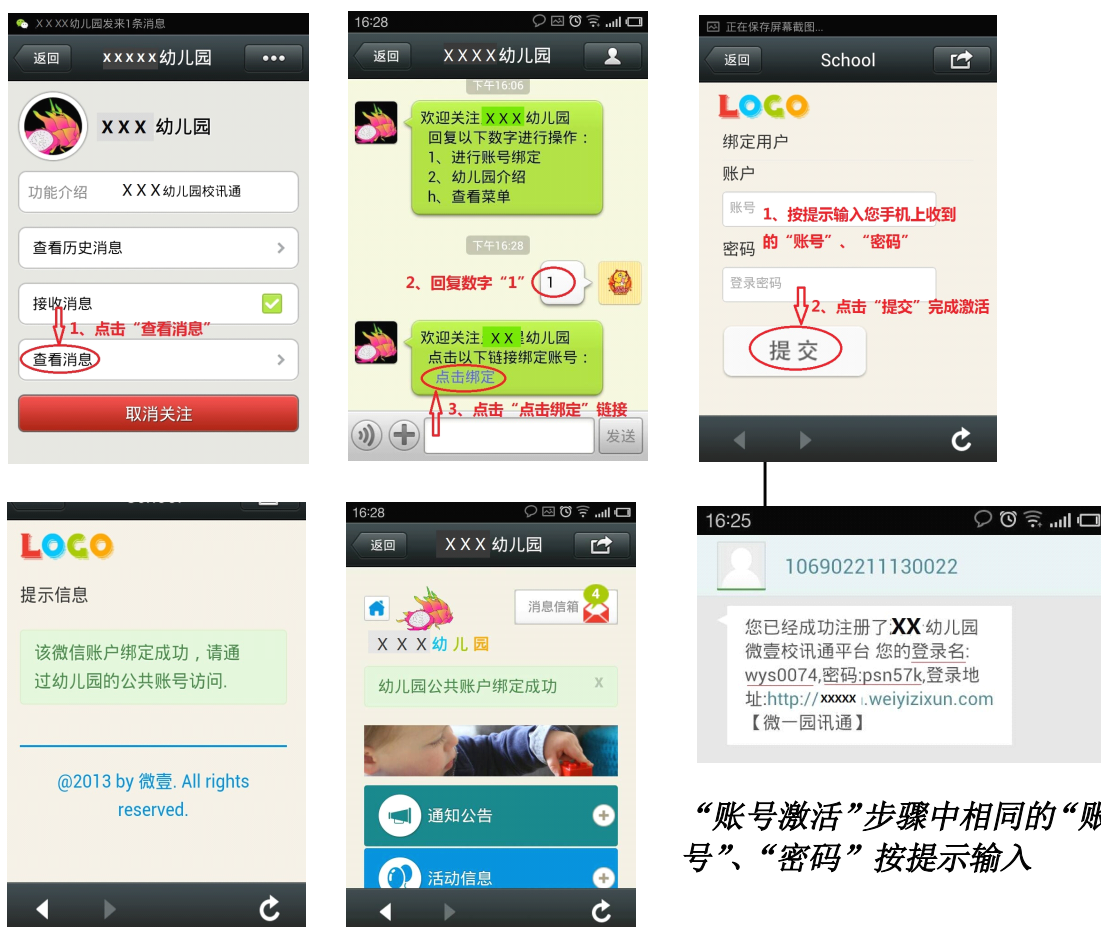 XXXX幼儿园发来1条消息
返回
xxxxx幼儿园
XXX 幼儿园
功能介绍 XXX幼儿园校讯通
查看历史消息
接收消息
1、点击“查看消息”
查看消息
取消关注
16:28
返回
XXXX幼儿园
下午16:06
欢迎关注 XXX 幼儿园
回复以下数字进行操作：
1、进行账号绑定
2、幼儿园介绍
h、查看菜单
下午16:28
2、回复数字“1”
1
欢迎关注 XX 幼儿园
点击以下链接绑定账号：
点击绑定
3、点击“点击绑定”链接
发送
正在保存屏幕截图...
返回
School
LOGO
绑定用户
账户
账号
1、按提示输入您手机上收到
的“账号”、“密码”
密码
登录密码
2、点击“提交”完成激活
提交
LOGO
提示信息
该微信账户绑定成功，请通
过幼儿园的公共账号访问.
@2013 by 微壹. All rights
reserved.
16:28
返回
XXX 幼儿园
消息信箱
4
XXX幼儿园
幼儿园公共账户绑定成功
x
通知公告
活动信息
16:25
106902211130022
您已经成功注册了XX幼儿园
微壹校讯通平台 您的登录名:
wys0074,密码:psn57k,登录地
址:http://xxxxx.weiyizixun.com
【微一园讯通】
“账号激活”步骤中相同的“账
号”、“密码”按提示输入